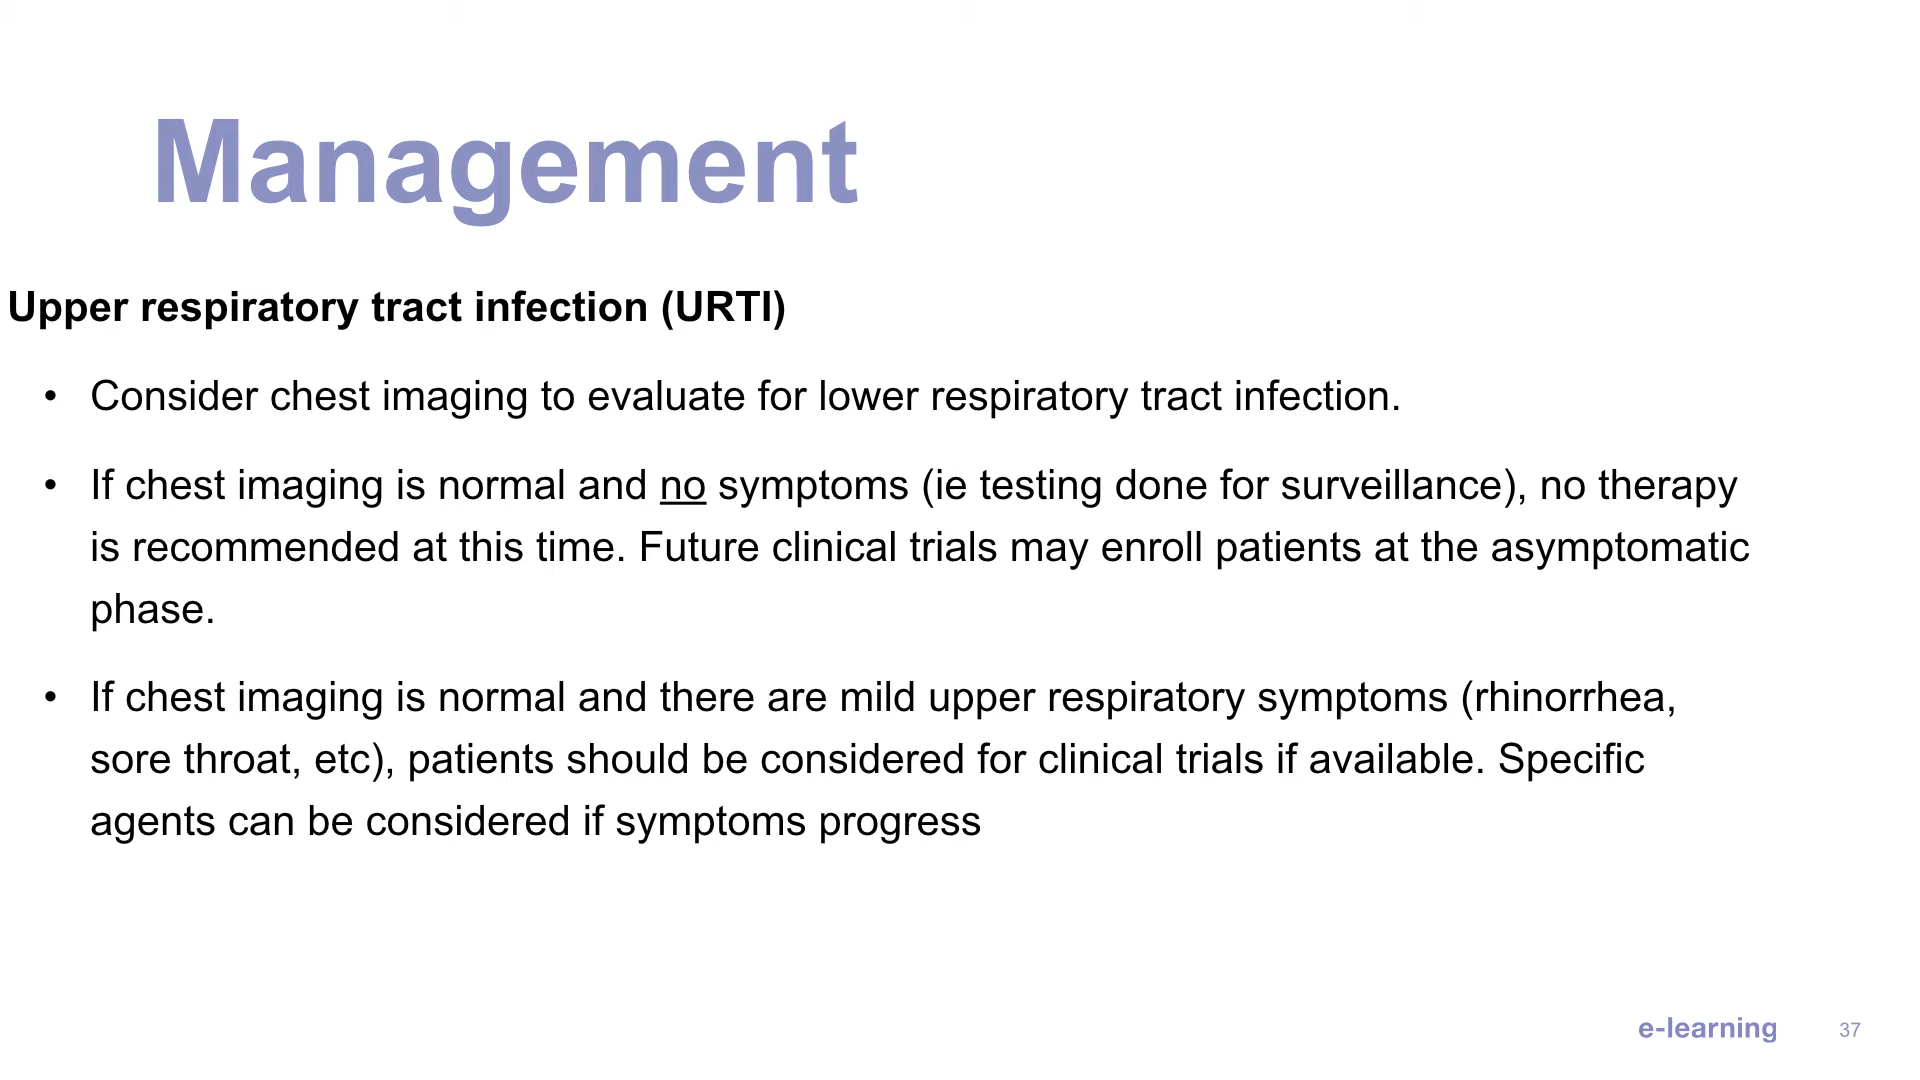 Management
Upper respiratory tract infection (URTI)
• Consider chest imaging to evaluate for lower respiratory tract infection.
• If chest imaging is normal and no symptoms (ie testing done for surveillance), no therapy
is recommended at this time. Future clinical trials may enroll patients at the asymptomatic
phase.
• If chest imaging is normal and there are mild upper respiratory symptoms (rhinorrhea,
sore throat, etc), patients should be considered for clinical trials if available. Specific
agents can be considered if symptoms progress
e-learning 37